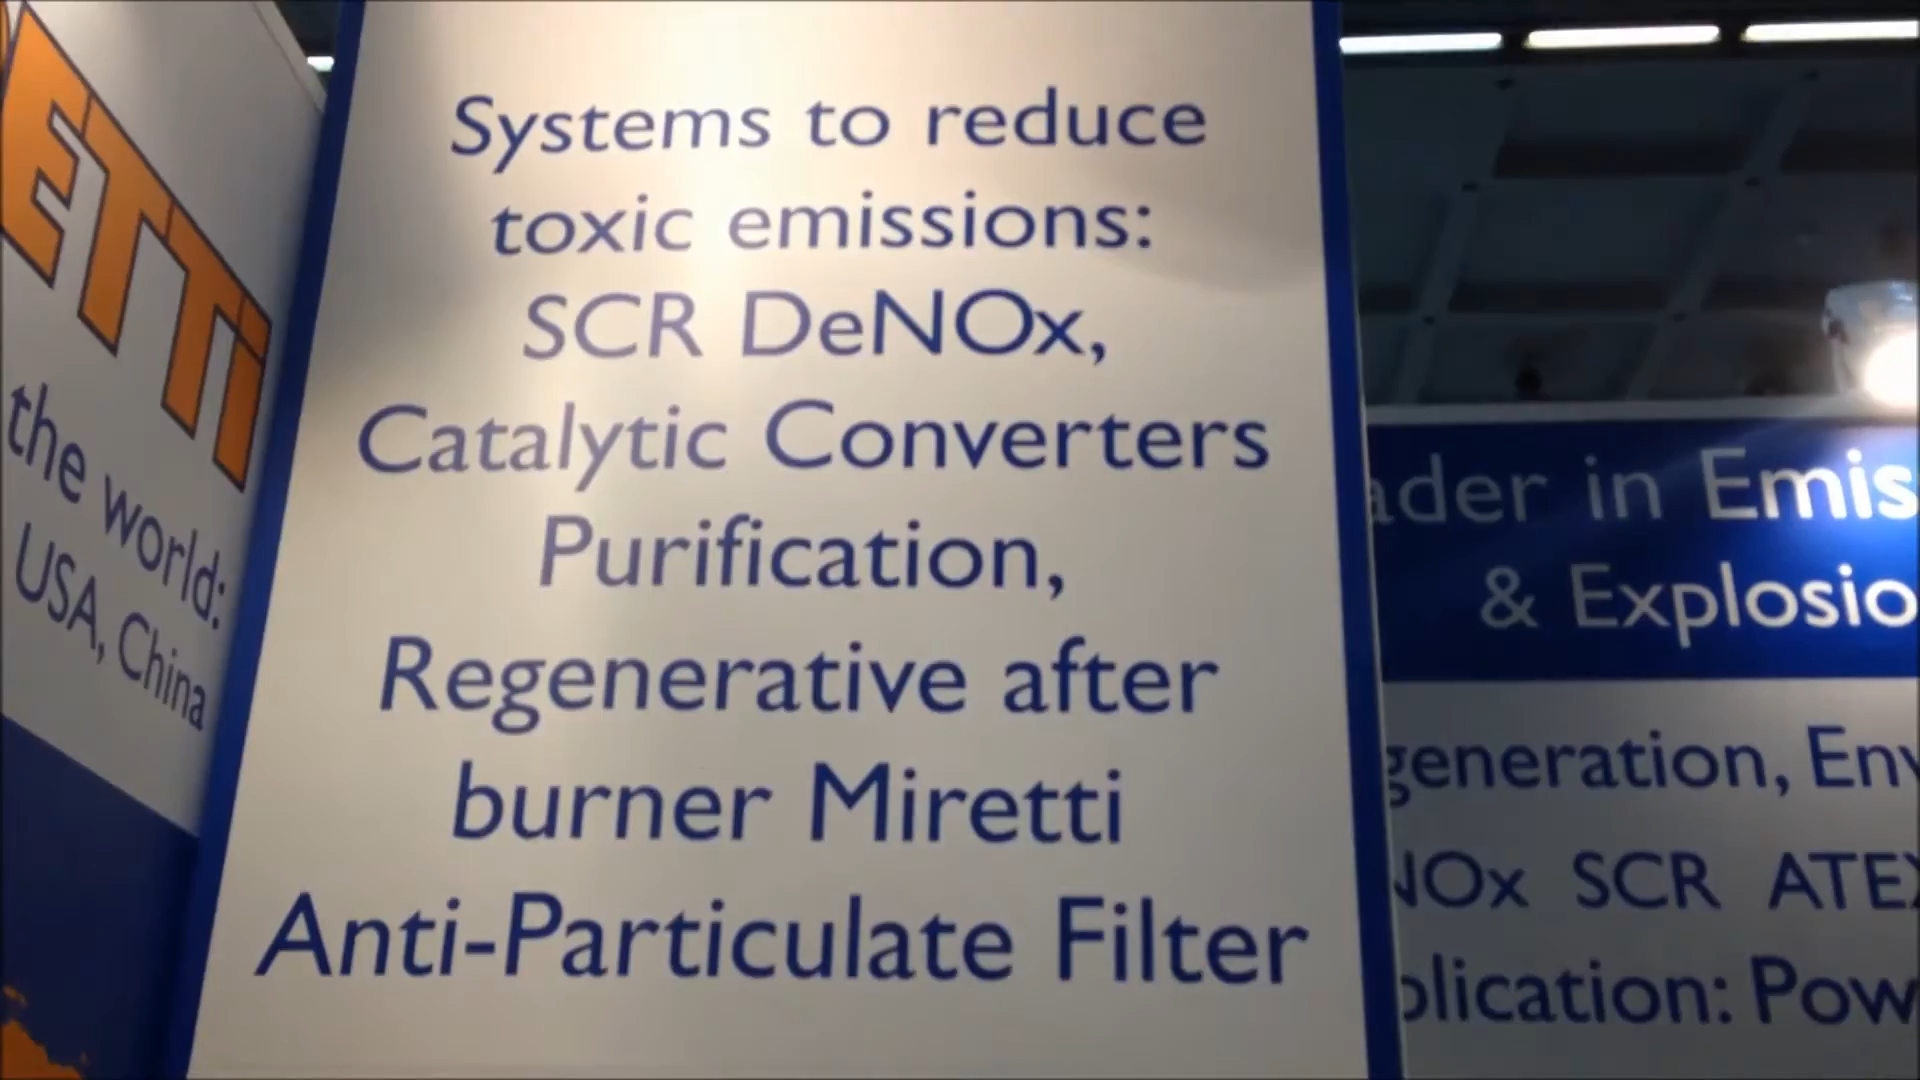 ETTi
the world:
USA, China
Systems to reduce
toxic emissions:
SCR DeNOx,
Catalytic Converters
Purification,
Regenerative after
burner Miretti
Anti-Particulate Filter
ader in Emis
& Explosio
generation, Env
NOx SCR ATEX
plication: Pow